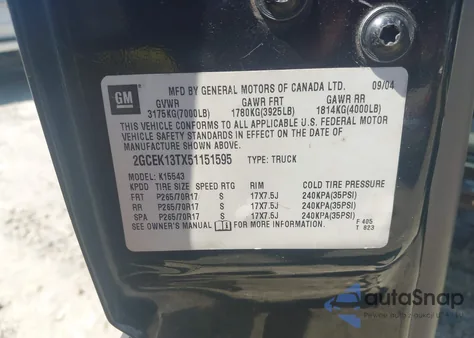 MFD BY GENERAL MOTORS OF CANADA LTD. 09/04
GM
GVWR GAWR FRT GAWR RR
3175KG(7000LB) 1780KG(3925LB) 1814KG(4000LB)
THIS VEHICLE CONFORMS TO ALL APPLICABLE U.S. FEDERAL MOTOR
VEHICLE SAFETY STANDARDS IN EFFECT ON THE DATE OF
MANUFACTURE SHOWN ABOVE.
2GCEK13TX51151595 TYPE: TRUCK
MODEL: K15543
KPOD TIRE SIZE SPEED RTG RIM COLD TIRE PRESSURE
FRT P265/70R17 S 17X7.5J 240KPA(35PSI)
RR P265/70R17 S 17X7.5J 240KPA(35PSI)
SPA P265/70R17 S 17X7.5J 240KPA(35PSI)
SEE OWNER'S MANUAL FOR MORE INFORMATION.
F 405
T 823
autaSnap